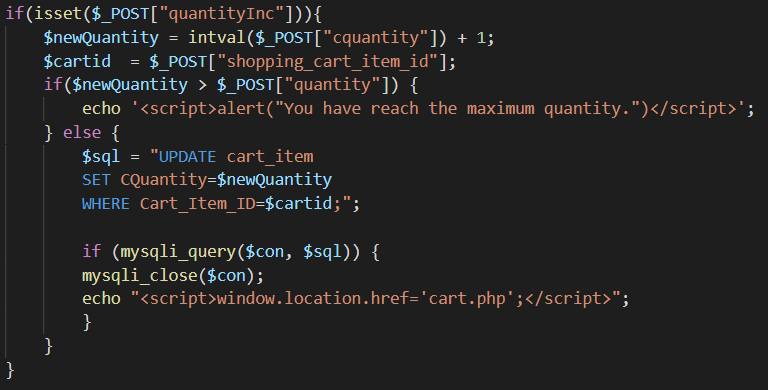 if(isset($_POST["quantityInc"])){
    $newQuantity = intval($_POST["cquantity"]) + 1;
    $cartid  = $_POST["shopping_cart_item_id"];
    if($newQuantity > $_POST["quantity"]) {
        echo '<script>alert("You have reach the maximum quantity.")</script>';
    } else {
        $sql = "UPDATE cart_item
        SET CQuantity=$newQuantity
        WHERE Cart_Item_ID=$cartid;";

        if (mysqli_query($con, $sql)) {
        mysqli_close($con);
        echo "<script>window.location.href='cart.php';</script>";
        }
    }
}